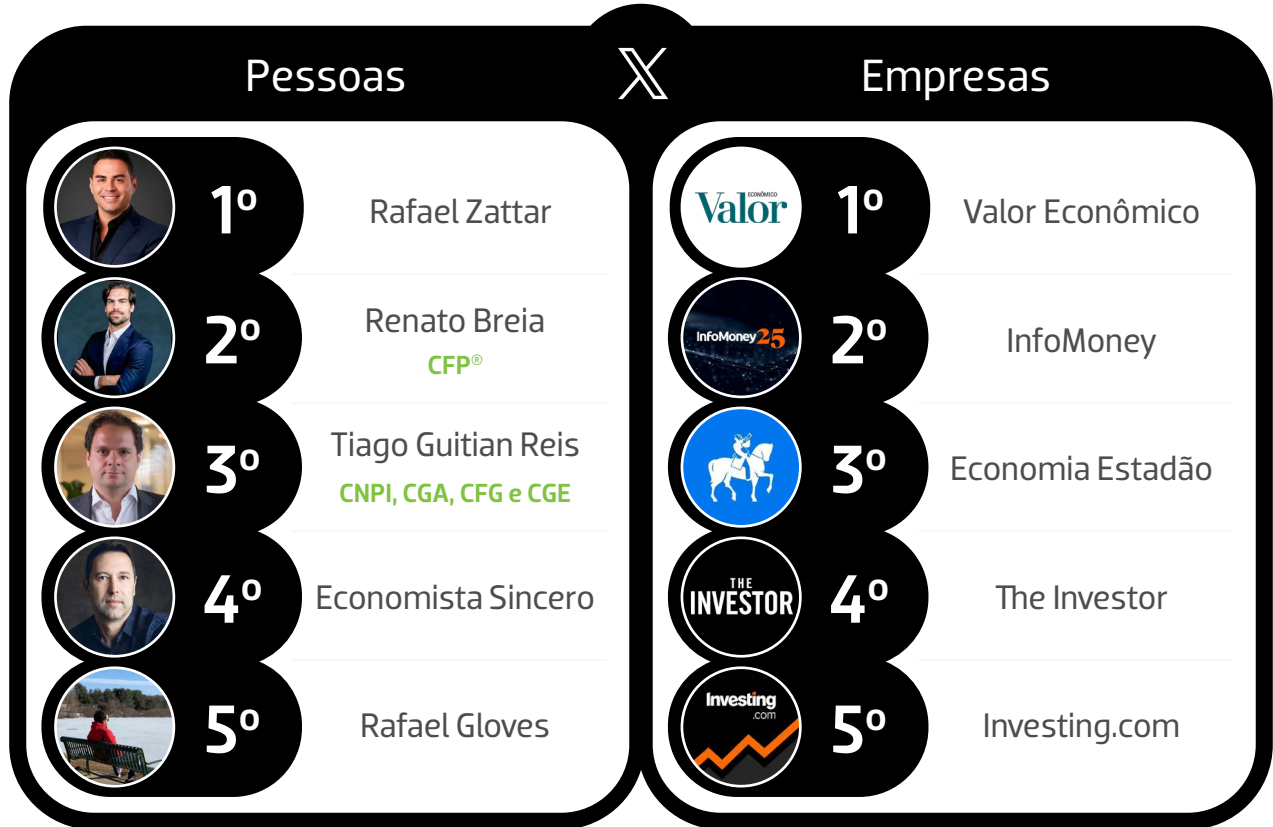 Pessoas
1º
Rafael Zattar
2º
Renato Breia
CFP®
3º
Tiago Guitian Reis
CNPI, CGA, CFG e CGE
4º
Economista Sincero
5º
Rafael Gloves
X
Empresas
Valor
ECONÔMICO
1º
Valor Econômico
InfoMoney 25
2º
InfoMoney
3º
Economia Estadão
THE
INVESTOR
4º
The Investor
Investing
.com
5º
Investing.com